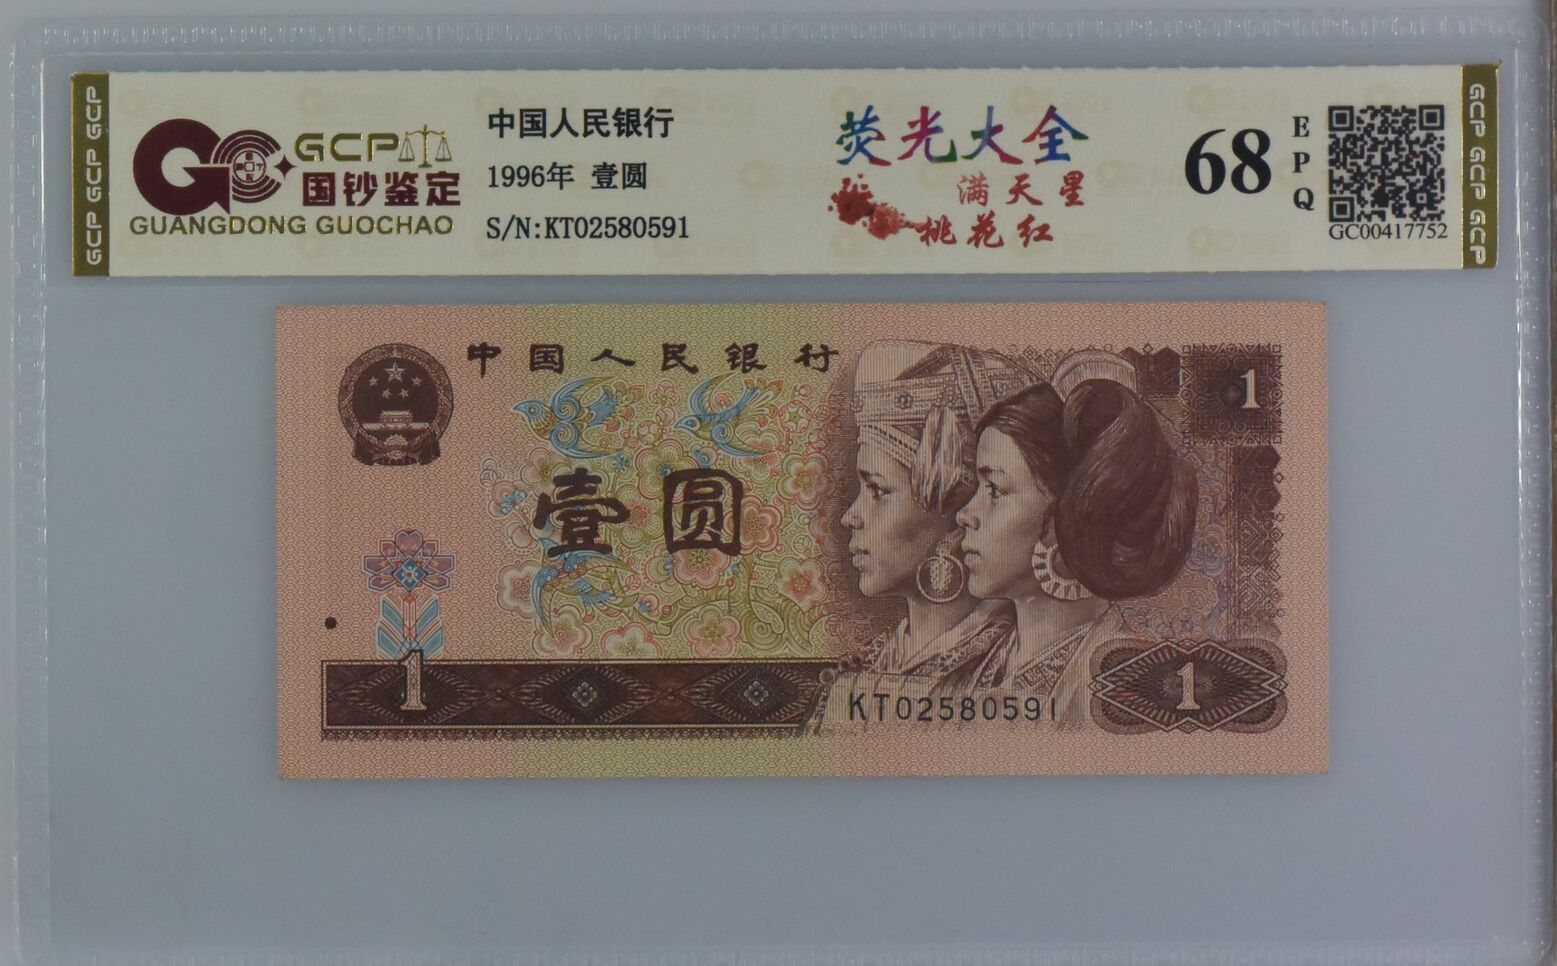 GCP GCP GCP
GCP
国钞鉴定
GUANGDONG GUOCHAO
中国人民银行
1996年 壹圆
S/N:KT02580591
荧光大全
满天星
桃花红
68
EPQ
GC00417752
GCP GCP GCP
中国人民银行
1
壹圆
1
KT02580591
1